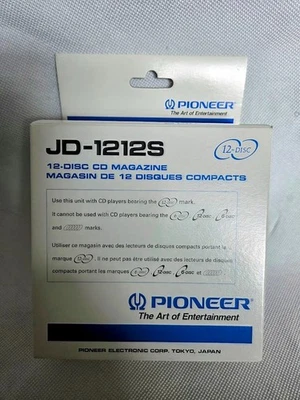 PIONEER
The Art of Entertainment
JD-1212S
12-DISC
12-DISC CD MAGAZINE
MAGASIN DE 12 DISQUES COMPACTS
Use this unit with CD players bearing the mark.
It cannot be used with CD players bearing the
and marks.
Utiliser ce magasin avec des lecteurs de disques compacts portant la
marque . Il ne peut pas être utilisé avec des lecteurs de disques
compacts portant les marques et .
PIONEER
The Art of Entertainment
PIONEER ELECTRONIC CORP. TOKYO, JAPAN